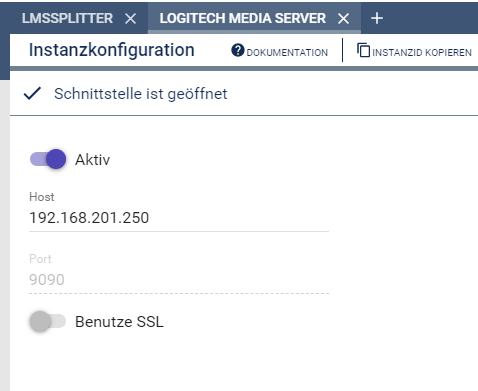 LMSSPLITTER LOGITECH MEDIA SERVER
Instanzkonfiguration DOKUMENTATION INSTANZID KOPIEREN
Schnittstelle ist geöffnet
Aktiv
Host
192.168.201.250
Port
9090
Benutze SSL